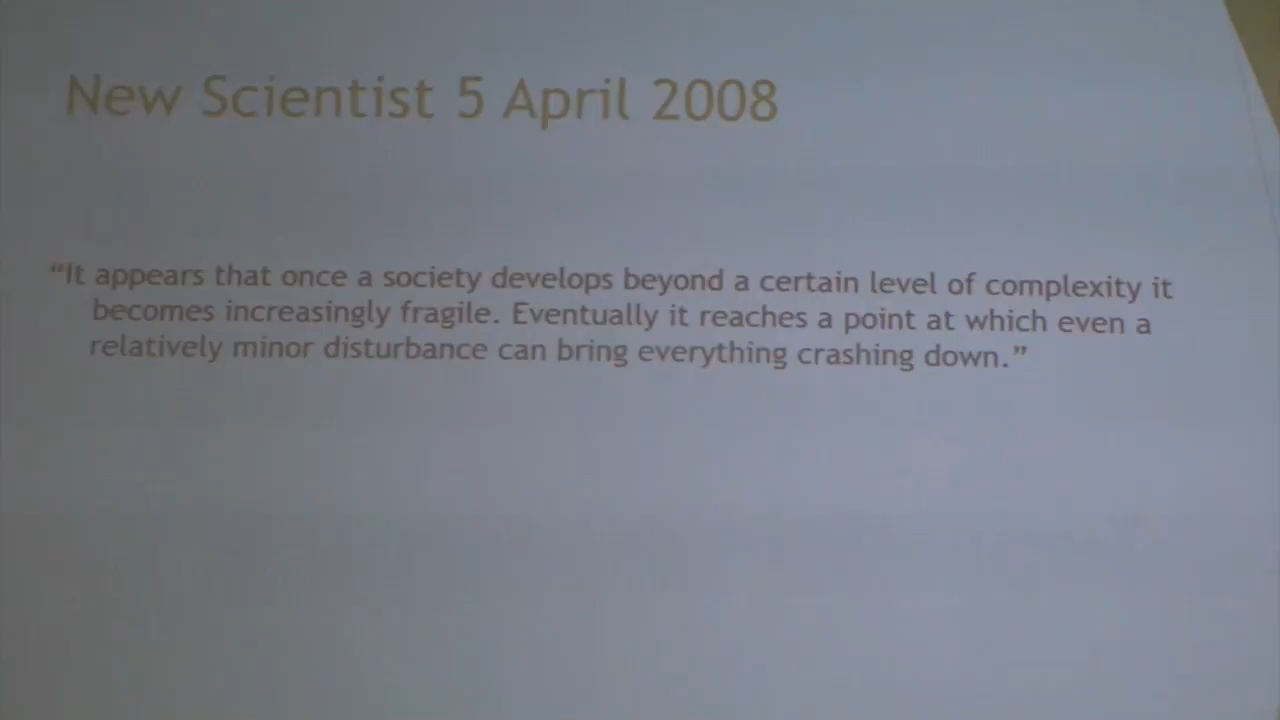 New Scientist 5 April 2008
“It appears that once a society develops beyond a certain level of complexity it
becomes increasingly fragile. Eventually it reaches a point at which even a
relatively minor disturbance can bring everything crashing down.”